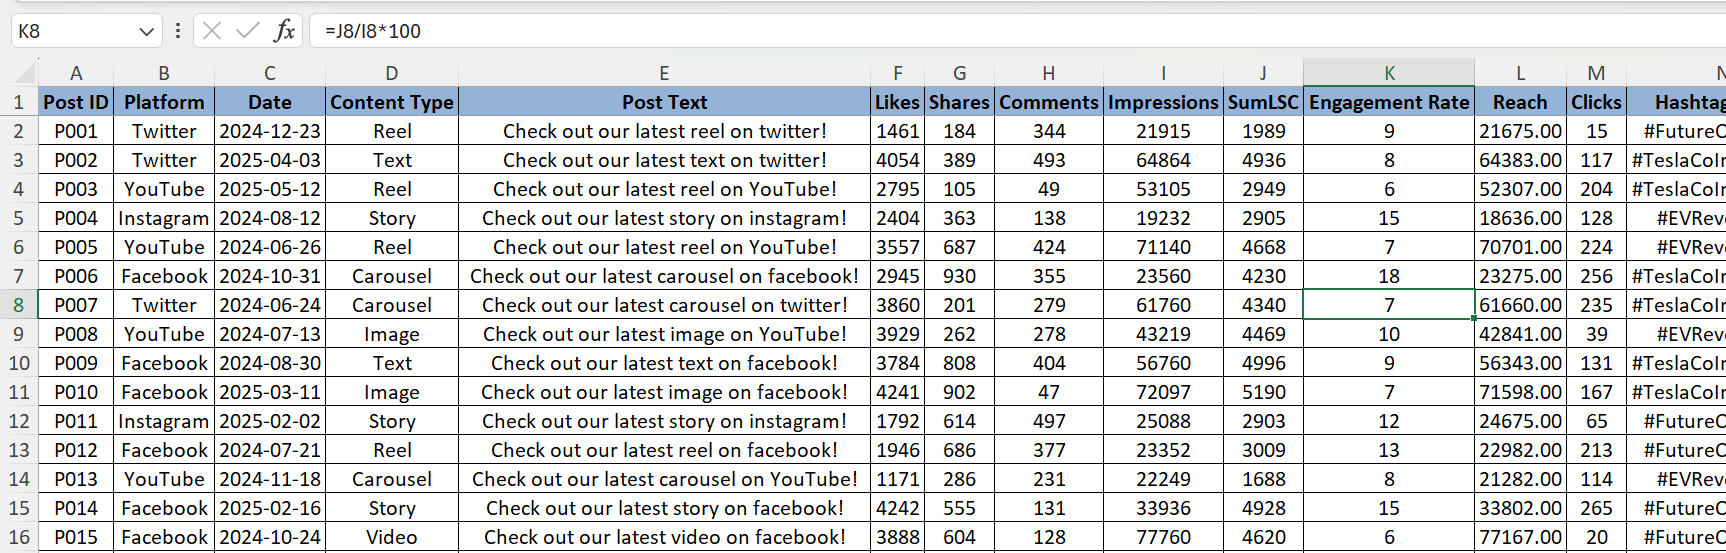 K8 fx =J8/I8*100
A B C D E F G H I J K L M N
1 Post ID Platform Date Content Type Post Text Likes Shares Comments Impressions SumLSC Engagement Rate Reach Clicks Hashtag
2 P001 Twitter 2024-12-23 Reel Check out our latest reel on twitter! 1461 184 344 21915 1989 9 21675.00 15 #FutureO
3 P002 Twitter 2025-04-03 Text Check out our latest text on twitter! 4054 389 493 64864 4936 8 64383.00 117 #TeslaCoIn
4 P003 YouTube 2025-05-12 Reel Check out our latest reel on YouTube! 2795 105 49 53105 2949 6 52307.00 204 #TeslaCoIn
5 P004 Instagram 2024-08-12 Story Check out our latest story on instagram! 2404 363 138 19232 2905 15 18636.00 128 #EVRev
6 P005 YouTube 2024-06-26 Reel Check out our latest reel on YouTube! 3557 687 424 71140 4668 7 70701.00 224 #EVRev
7 P006 Facebook 2024-10-31 Carousel Check out our latest carousel on facebook! 2945 930 355 23560 4230 18 23275.00 256 #TeslaCoIn
8 P007 Twitter 2024-06-24 Carousel Check out our latest carousel on twitter! 3860 201 279 61760 4340 7 61660.00 235 #TeslaCoIn
9 P008 YouTube 2024-07-13 Image Check out our latest image on YouTube! 3929 262 278 43219 4469 10 42841.00 39 #EVRev
10 P009 Facebook 2024-08-30 Text Check out our latest text on facebook! 3784 808 404 56760 4996 9 56343.00 131 #TeslaCoIn
11 P010 Facebook 2025-03-11 Image Check out our latest image on facebook! 4241 902 47 72097 5190 7 71598.00 167 #TeslaCoIn
12 P011 Instagram 2025-02-02 Story Check out our latest story on instagram! 1792 614 497 25088 2903 12 24675.00 65 #FutureO
13 P012 Facebook 2024-07-21 Reel Check out our latest reel on facebook! 1946 686 377 23352 3009 13 22982.00 213 #FutureO
14 P013 YouTube 2024-11-18 Carousel Check out our latest carousel on YouTube! 1171 286 231 22249 1688 8 21282.00 114 #EVRev
15 P014 Facebook 2025-02-16 Story Check out our latest story on facebook! 4242 555 131 33936 4928 15 33802.00 265 #FutureO
16 P015 Facebook 2024-10-24 Video Check out our latest video on facebook! 3888 604 128 77760 4620 6 77167.00 20 #FutureO